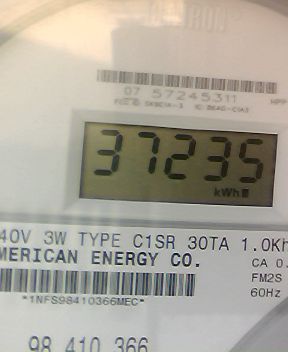 07 57245311
37235
kWh
40V 3W TYPE C1SR 30TA 1.0Kh
MERICAN ENERGY CO.
CA 0.
FM2S
60Hz
*1NFS98410366MEC*
98 410 366